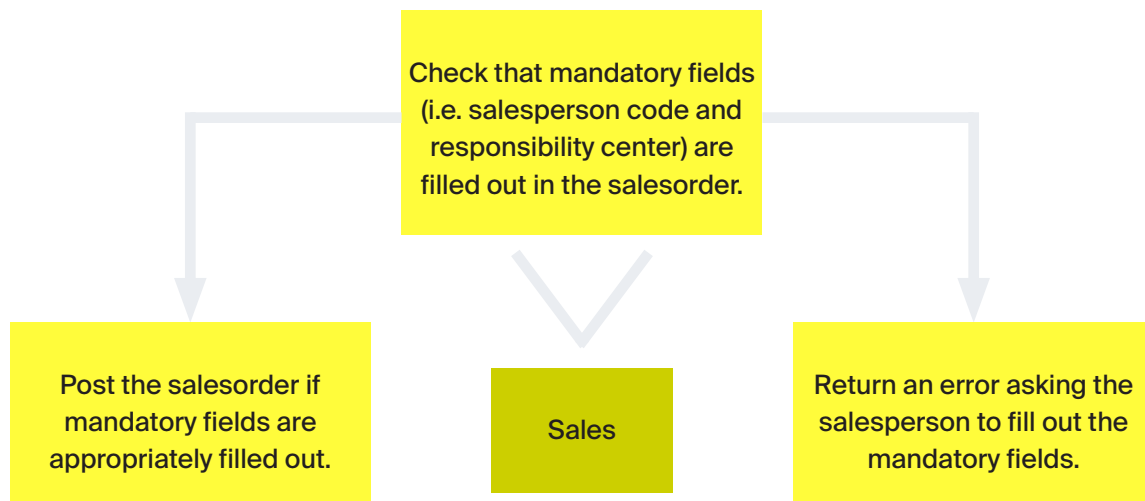 Check that mandatory fields
(i.e. salesperson code and
responsibility center) are
filled out in the salesorder.
Post the salesorder if
mandatory fields are
appropriately filled out.
Sales
Return an error asking the
salesperson to fill out the
mandatory fields.